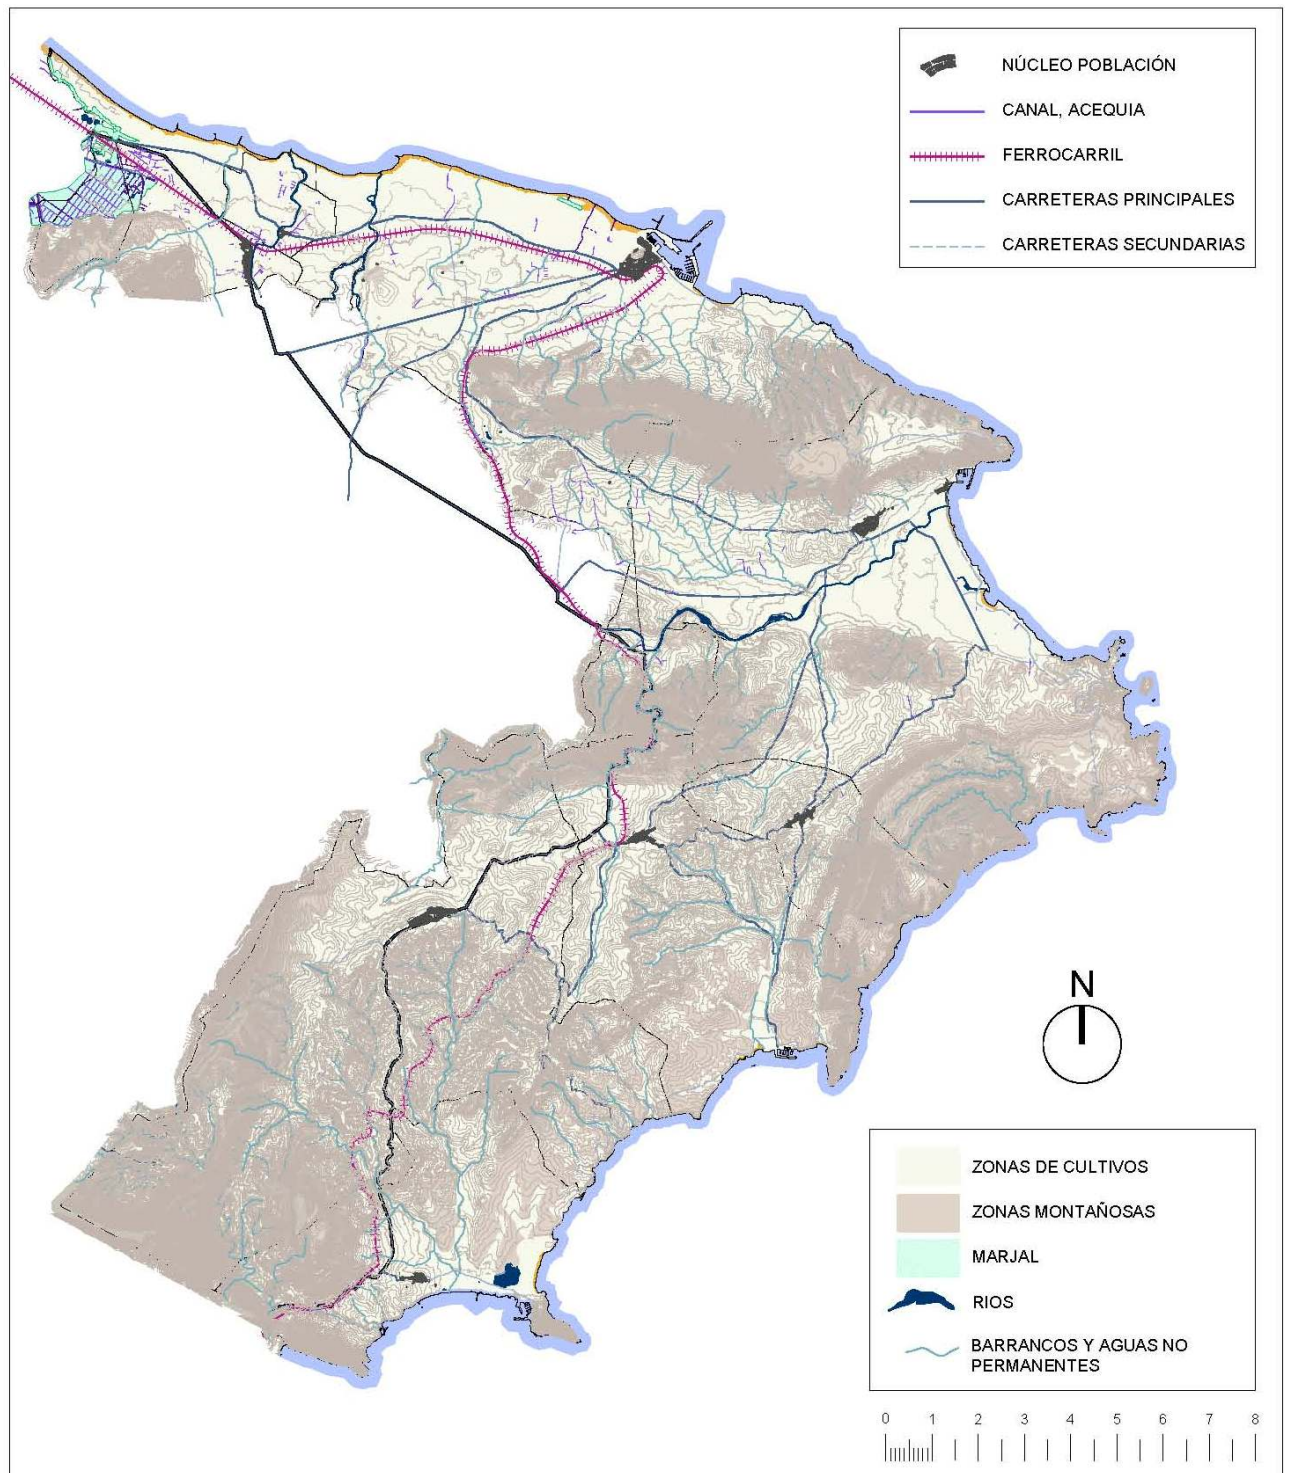 NÚCLEO POBLACIÓN
CANAL, ACEQUIA
FERROCARRIL
CARRETERAS PRINCIPALES
CARRETERAS SECUNDARIAS
N
ZONAS DE CULTIVOS
ZONAS MONTAÑOSAS
MARJAL
RIOS
BARRANCOS Y AGUAS NO
PERMANENTES
0 1 2 3 4 5 6 7 8